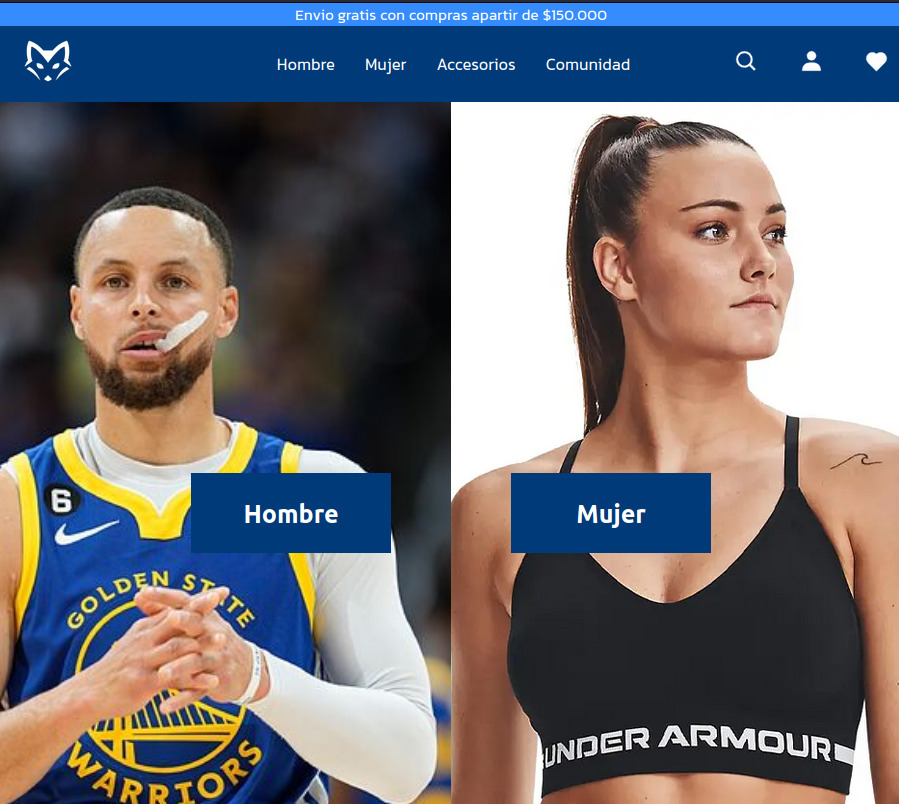 Envio gratis con compras apartir de $150.000
Hombre Mujer Accesorios Comunidad
6
Hombre
Mujer
GOLDEN STATE
WARRIORS
UNDER ARMOUR